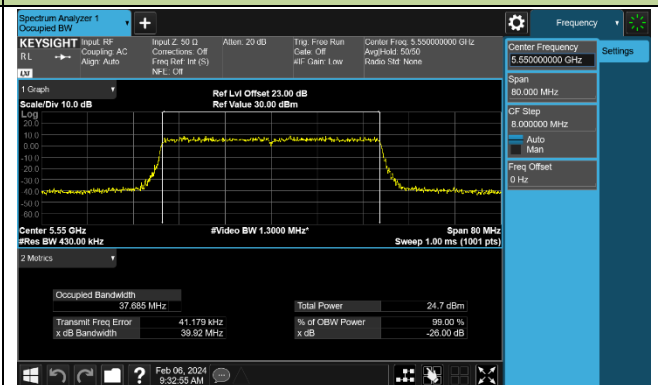 Spectrum Analyzer 1
Occupied BW
+
Frequency
KEYSIGHT
RL
LXI
Input: RF
Coupling: AC
Align: Auto
Input Z: 50 Ω
Corrections: Off
Freq Ref: Int (S)
NFE: Off
Atten: 20 dB
Trig: Free Run
Gate: Off
#IF Gain: Low
Center Freq: 5.550000000 GHz
Avg|Hold: 50/50
Radio Std: None
Center Frequency
5.550000000 GHz
Settings
Span
80.000 MHz
CF Step
8.000000 MHz
Auto
Man
Freq Offset
0 Hz
1 Graph
Scale/Div 10.0 dB
Ref Lvl Offset 23.00 dB
Ref Value 30.00 dBm
Log
20.0
10.0
0.00
-10.0
-20.0
-30.0
-40.0
-50.0
-60.0
Center 5.55 GHz
#Video BW 1.3000 MHz*
Span 80 MHz
#Res BW 430.00 kHz
Sweep 1.00 ms (1001 pts)
2 Metrics
Occupied Bandwidth
37.685 MHz
Total Power 24.7 dBm
Transmit Freq Error 41.179 kHz
% of OBW Power 99.00 %
x dB Bandwidth 39.92 MHz
x dB -26.00 dB
?
Feb 06, 2024
9:32:55 AM